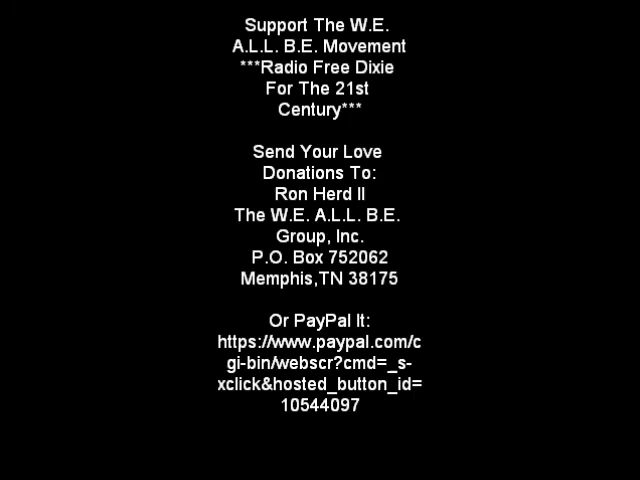 Support The W.E.
A.L.L. B.E. Movement
***Radio Free Dixie
For The 21st
Century***
Send Your Love
Donations To:
Ron Herd II
The W.E. A.L.L. B.E.
Group, Inc.
P.O. Box 752062
Memphis,TN 38175
Or PayPal It:
https://www.paypal.com/c
gi-bin/webscr?cmd=_s-
xclick&hosted_button_id=
10544097